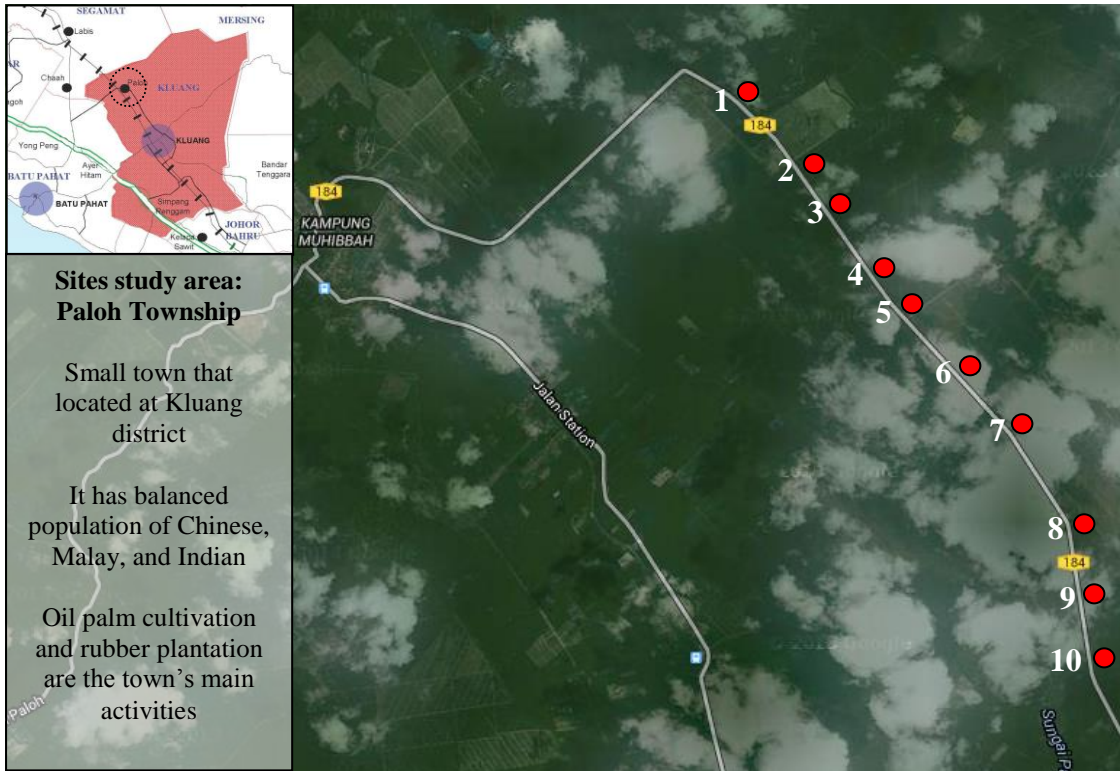 SEGAMAT
MERSING
Labis
Chaah
Paloh
KLUANG
Yong Peng
KLUANG
Ayer
Hitam
Bandar
Tenggara
BATU PAHAT
BATU PAHAT
Simpang
Renggam
JOHOR
BAHRU
Kelapa
Sawit
Sites study area:
Paloh Township
Small town that
located at Kluang
district
It has balanced
population of Chinese,
Malay, and Indian
Oil palm cultivation
and rubber plantation
are the town's main
activities
Paloh
184
KAMPUNG
MUHIBBAH
Jalan Station
1
184
2
3
4
5
6
7
8
184
9
10
Sungai P